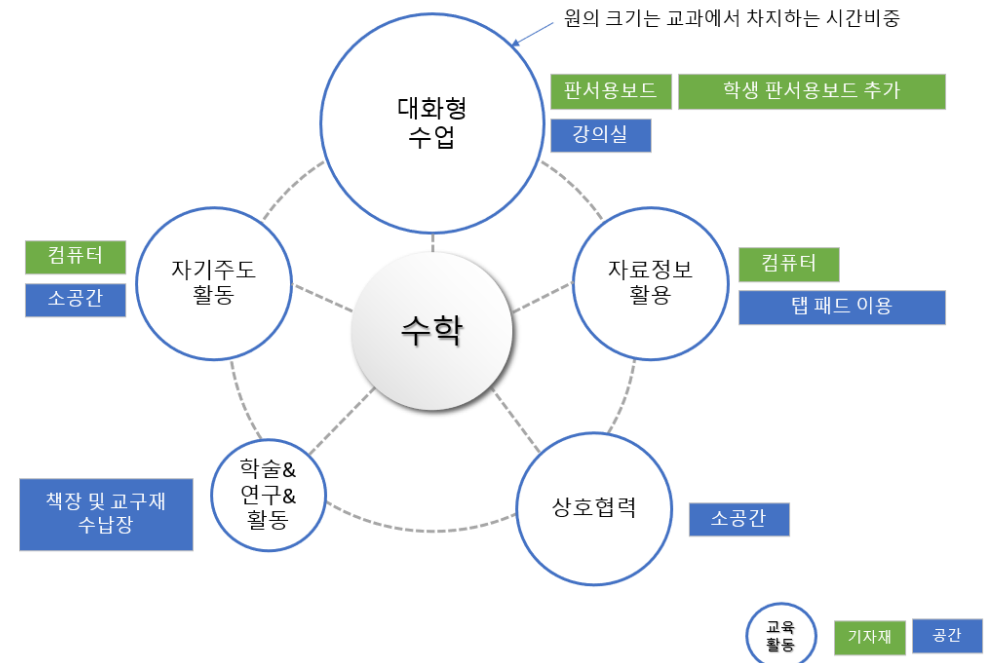 원의 크기는 교과에서 차지하는 시간비중
대화형
수업
판서용보드
학생 판서용보드 추가
강의실
컴퓨터
소공간
자기주도
활동
수학
자료정보
활용
컴퓨터
탭 패드 이용
책장 및 교구재
수납장
학술&
연구&
활동
상호협력
소공간
교육
활동
기자재
공간